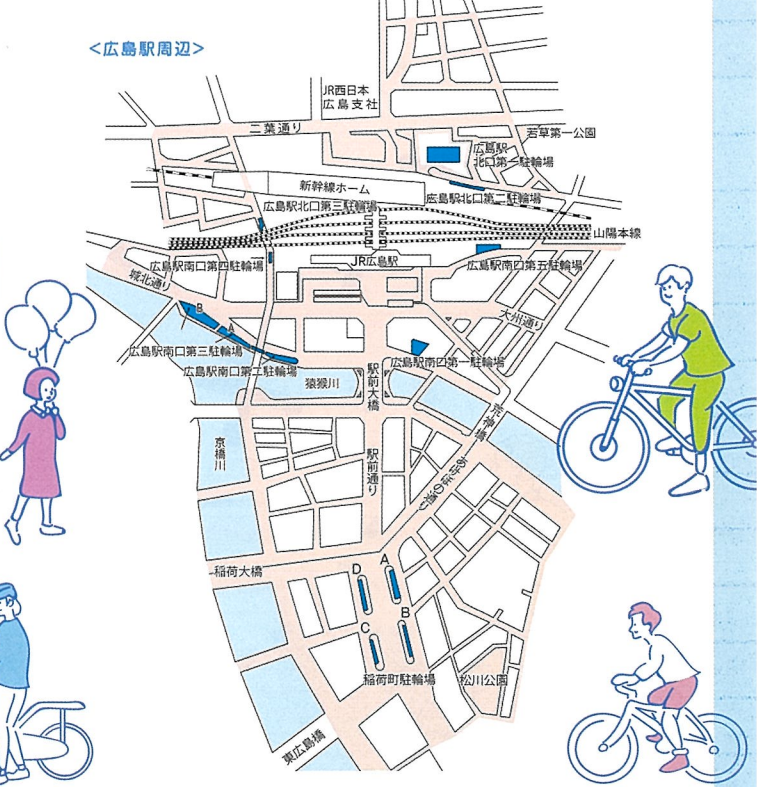 <広島駅周辺>
JR西日本
広島支社
二葉通り
若草第一公園
広島駅
北口第一駐輪場
新幹線ホーム
広島駅北口第二駐輪場
広島駅北口第三駐輪場
山陽本線
広島駅南口第四駐輪場
JR広島駅
広島駅南口第五駐輪場
城北通り
B
A
大州通り
広島駅南口第三駐輪場
広島駅南口第一駐輪場
広島駅南口第二駐輪場
猿猴川
駅前大橋
荒神橋
京橋川
駅前通り
あけぼの通り
稲荷大橋
D
A
C
B
稲荷町駐輪場
松川公園
東広島橋